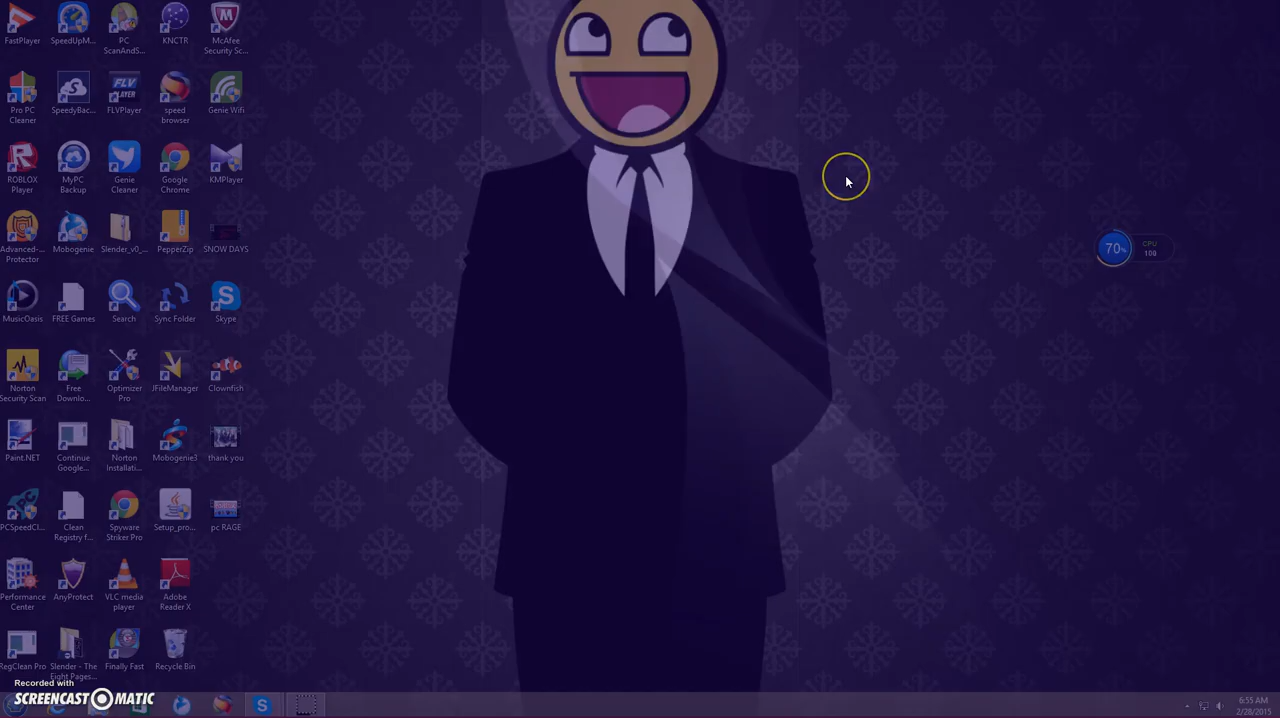 FastPlayer
SpeedUpM...
PC
ScanAndS...
KNCTR
McAfee
Security Sc...
Pro PC
Cleaner
SpeedyBac...
FLV
PLAYER
FLVPlayer
speed
browser
Genie Wifi
ROBLOX
Player
MyPC
Backup
Genie
Cleaner
Google
Chrome
KMPlayer
Advanced-...
Protector
Mobogenie
Slender_v0_...
PepperZip
SNOW DAYS
MusicOasis
FREE Games
Search
Sync Folder
Skype
Norton
Security Scan
Free
Downlo...
Optimizer
Pro
JFileManager
Clownfish
Paint.NET
Continue
Google...
Norton
Installati...
Mobogenie3
thank you
PCSpeedCl...
Clean
Registry f...
Spyware
Striker Pro
Setup_pro...
pc RAGE
Performance
Center
AnyProtect
VLC media
player
Adobe
Reader X
RegClean Pro
Slender - The
Eight Pages...
Finally Fast
Recycle Bin
70%
CPU
100
Recorded with
SCREENCAST MATIC
6:55 AM
2/28/2015